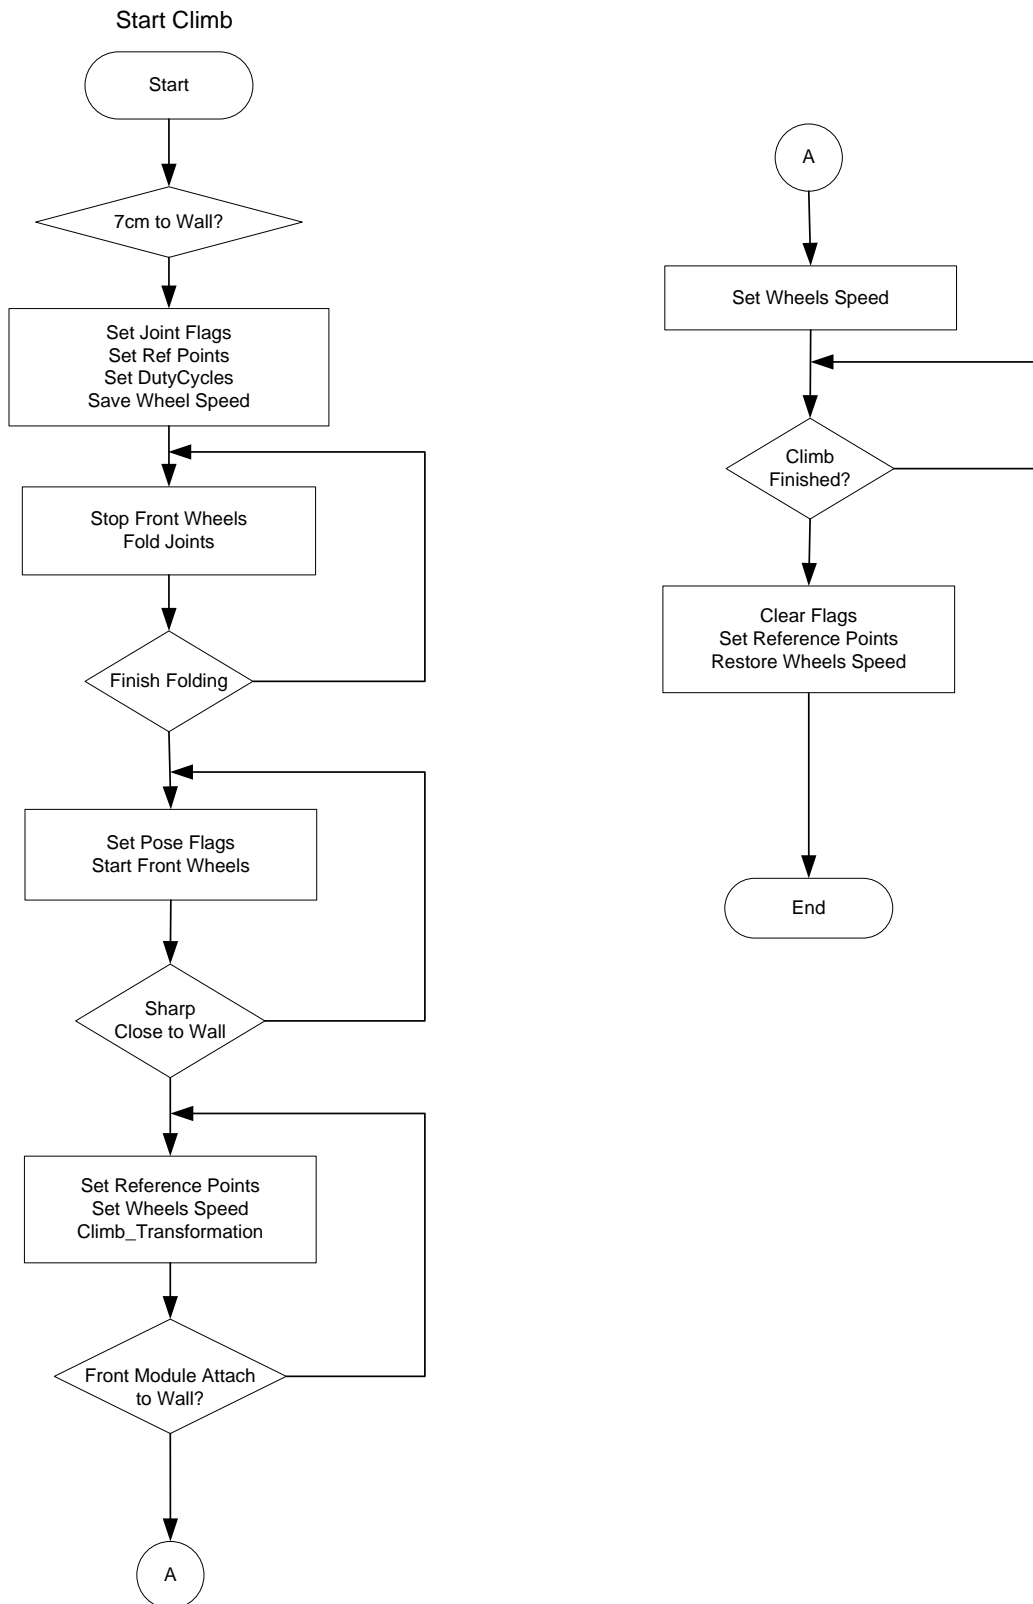 Start Climb
Start
7cm to Wall?
Set Joint Flags
Set Ref Points
Set DutyCycles
Save Wheel Speed
Stop Front Wheels
Fold Joints
Finish Folding
Set Pose Flags
Start Front Wheels
Sharp
Close to Wall
Set Reference Points
Set Wheels Speed
Climb_Transformation
Front Module Attach
to Wall?
A
A
Set Wheels Speed
Climb
Finished?
Clear Flags
Set Reference Points
Restore Wheels Speed
End